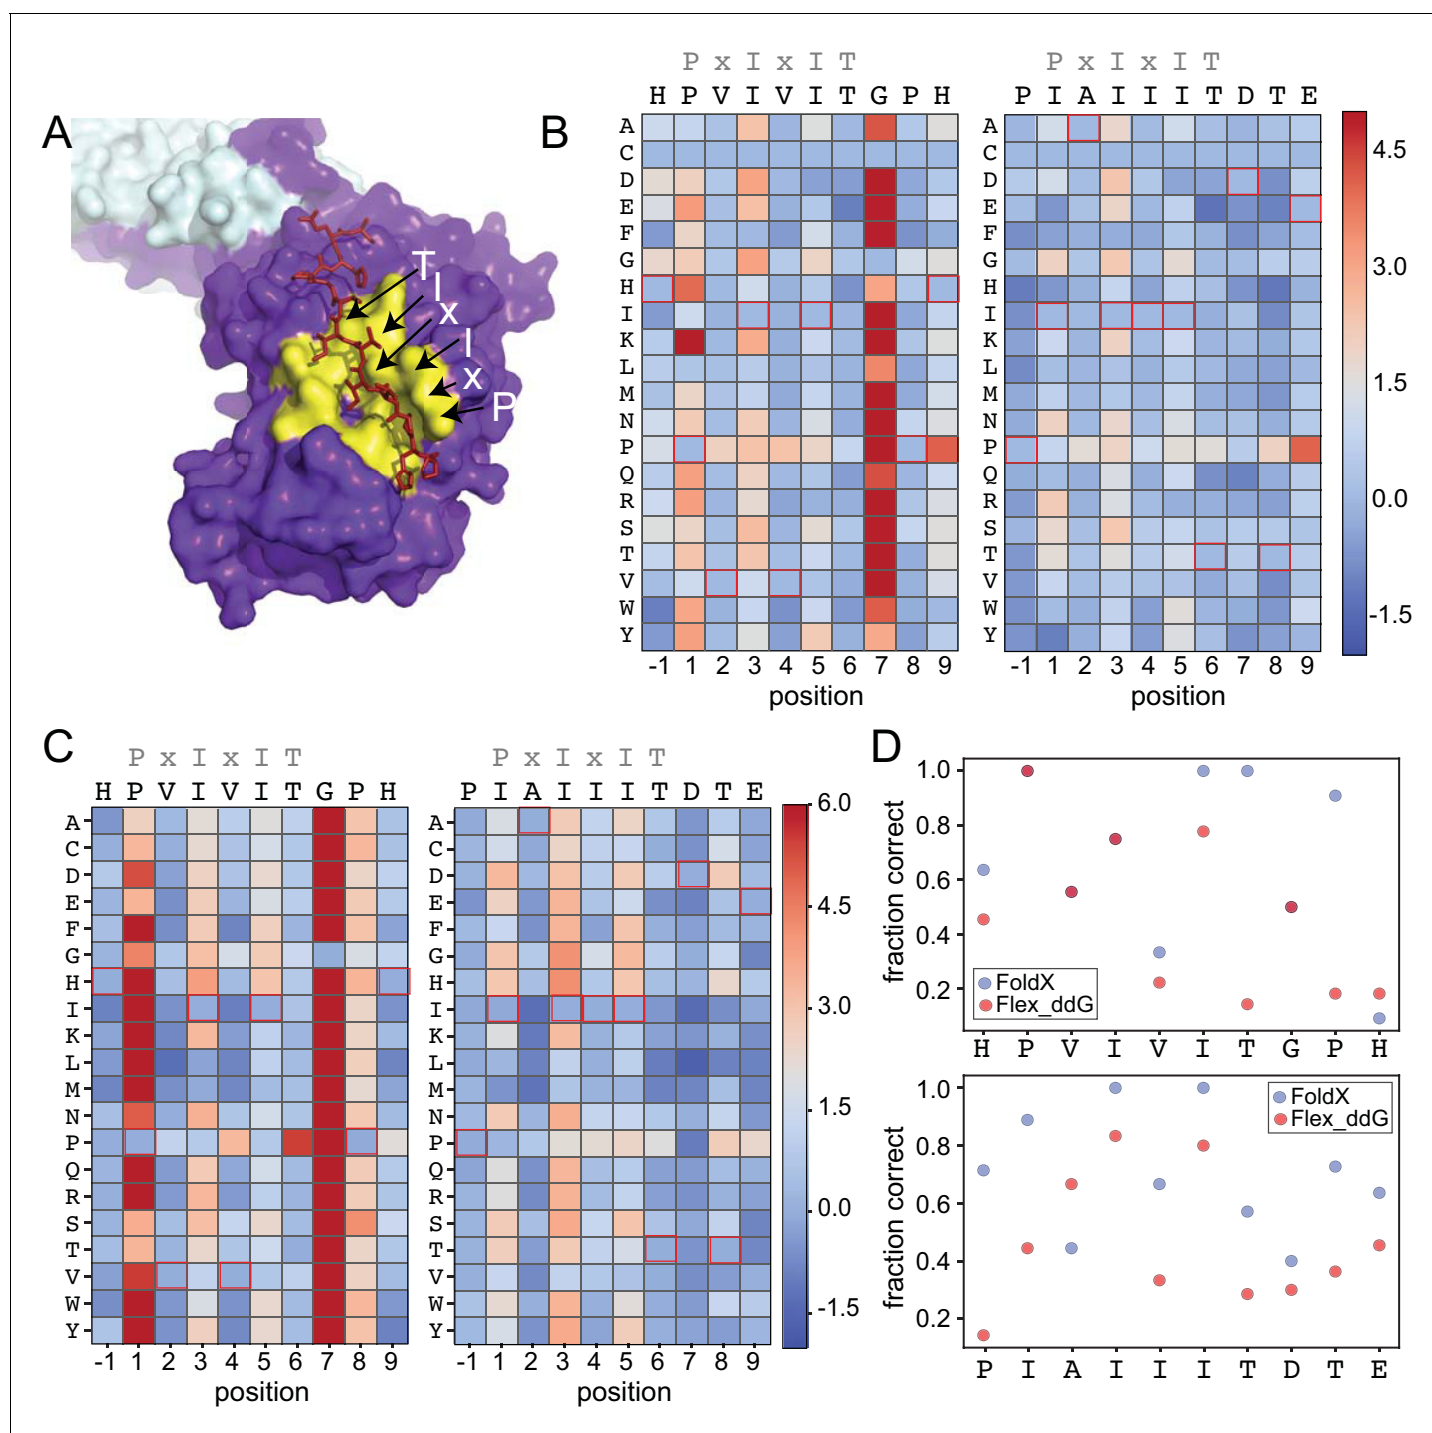 A
T
I
x
I
x
P
B
P x I x I T
H P V I V I T G P H
P x I x I T
P I A I I I T D T E
A
C
D
E
F
G
H
I
K
L
M
N
P
Q
R
S
T
V
W
Y
-1 1 2 3 4 5 6 7 8 9
position
A
C
D
E
F
G
H
I
K
L
M
N
P
Q
R
S
T
V
W
Y
-1 1 2 3 4 5 6 7 8 9
position
4.5
3.0
1.5
0.0
-1.5
C
P x I x I T
H P V I V I T G P H
P x I x I T
P I A I I I T D T E
A
C
D
E
F
G
H
I
K
L
M
N
P
Q
R
S
T
V
W
Y
-1 1 2 3 4 5 6 7 8 9
position
A
C
D
E
F
G
H
I
K
L
M
N
P
Q
R
S
T
V
W
Y
-1 1 2 3 4 5 6 7 8 9
position
6.0
4.5
3.0
1.5
0.0
-1.5
D
fraction correct
1.0
0.8
0.6
0.4
0.2
FoldX
Flex_ddG
H P V I V I T G P H
fraction correct
1.0
0.8
0.6
0.4
0.2
FoldX
Flex_ddG
P I A I I I T D T E